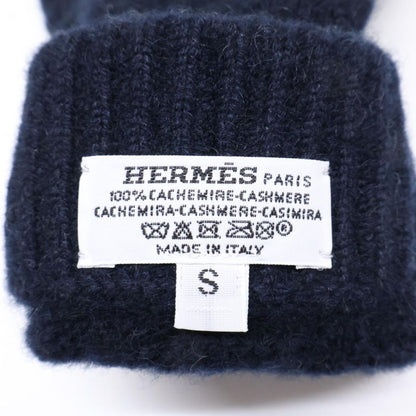 HERMÈS PARIS
100% CACHEMIRE-CASHMERE
CACHEMIRA-CASHMERE-CASIMIRA
®
MADE IN ITALY
S